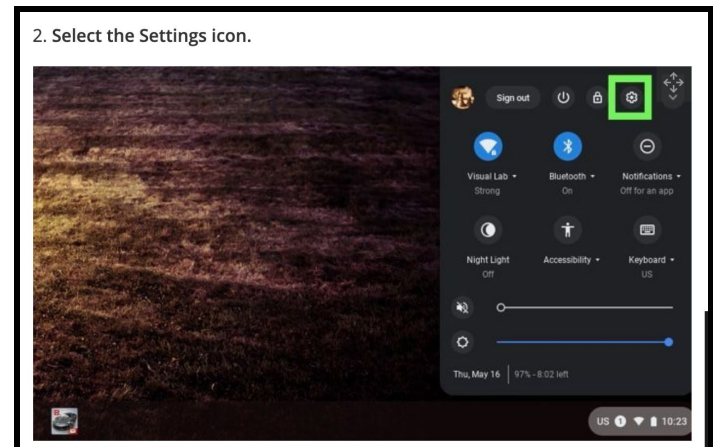 2. Select the Settings icon.
Sign out
Visual Lab
Strong
Bluetooth
On
Notifications
Off for an app
Night Light
Off
Accessibility
Keyboard
US
Thu, May 16 97% - 8:02 left
US 1 10:23